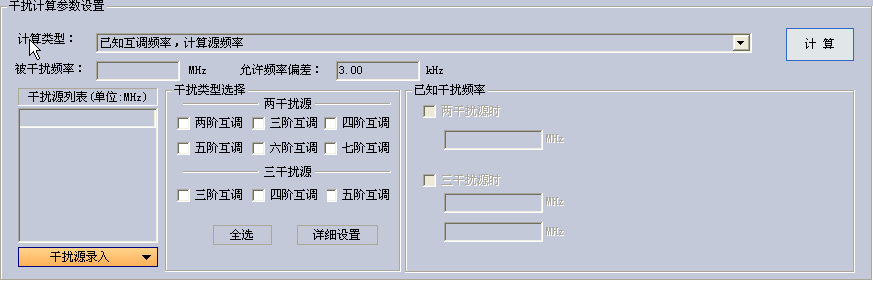 干扰计算参数设置
计算类型： 已知互调频率，计算源频率 计 算
被干扰频率： MHz 允许频率偏差： 3.00 kHz
干扰源列表(单位:MHz) 干扰类型选择 已知干扰频率
两干扰源 两干扰源时
两阶互调 三阶互调 四阶互调
五阶互调 六阶互调 七阶互调 MHz
三干扰源 三干扰源时
三阶互调 四阶互调 五阶互调 MHz
全选 详细设置 MHz
干扰源录入